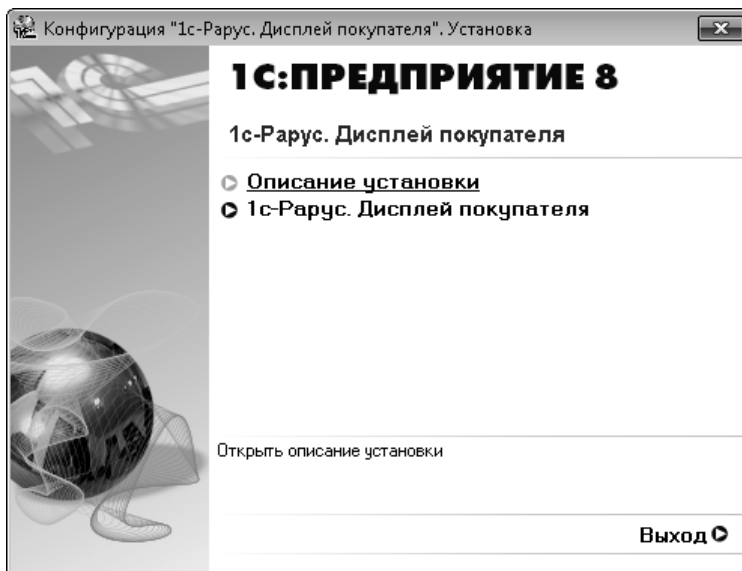 Конфигурация "1с-Рарус. Дисплей покупателя". Установка
1С:ПРЕДПРИЯТИЕ 8
1с-Рарус. Дисплей покупателя
Описание установки
1с-Рарус. Дисплей покупателя
Открыть описание установки
Выход